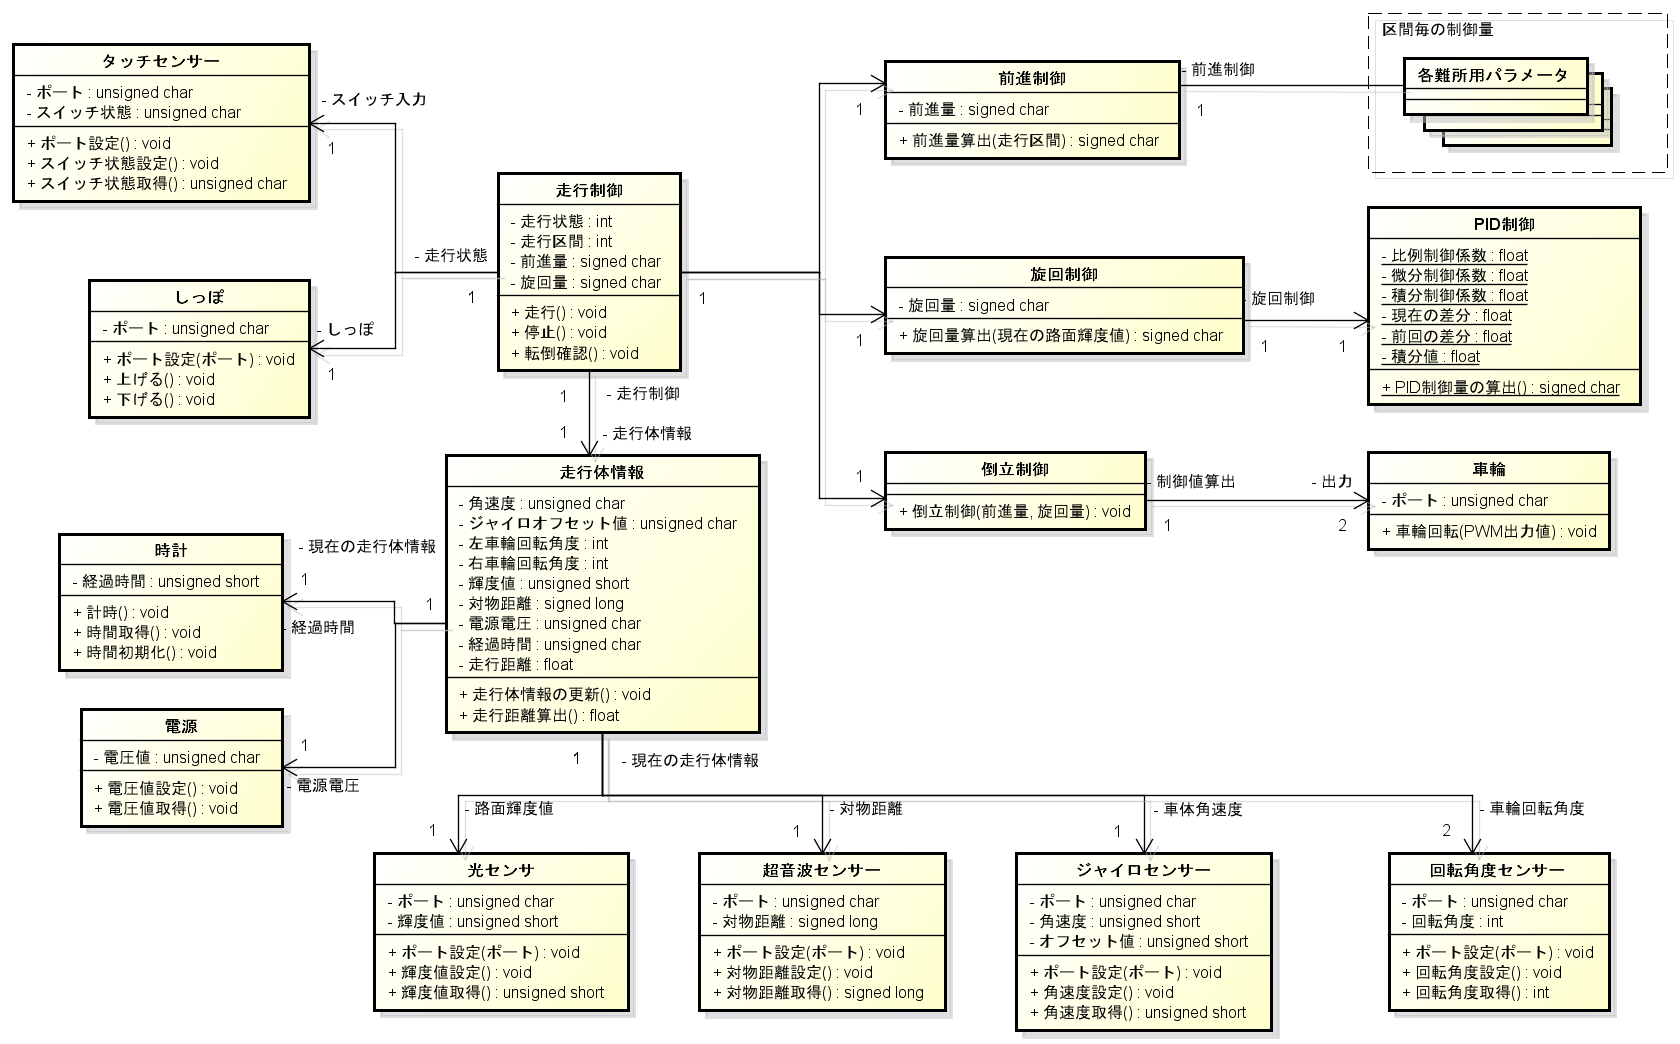 タッチセンサー
- ポート : unsigned char
- スイッチ状態 : unsigned char
+ ポート設定() : void
+ スイッチ状態設定() : void
+ スイッチ状態取得() : unsigned char
- スイッチ入力
1
しっぽ
- ポート : unsigned char
+ ポート設定(ポート) : void
+ 上げる() : void
+ 下げる() : void
- しっぽ
1
- 走行状態
1
走行制御
- 走行状態 : int
- 走行区間 : int
- 前進量 : signed char
- 旋回量 : signed char
+ 走行() : void
+ 停止() : void
+ 転倒確認() : void
1
1
- 走行制御
1
- 走行体情報
1
前進制御
- 前進量 : signed char
+ 前進量算出(走行区間) : signed char
- 前進制御
1
区間毎の制御量
各難所用パラメータ
1
旋回制御
- 旋回量 : signed char
+ 旋回量算出(現在の路面輝度値) : signed char
- 旋回制御
1
1
PID制御
- 比例制御係数 : float
- 微分制御係数 : float
- 積分制御係数 : float
- 現在の差分 : float
- 前回の差分 : float
- 積分値 : float
+ PID制御量の算出() : signed char
1
倒立制御
+ 倒立制御(前進量, 旋回量) : void
- 制御値算出
1
- 出力
2
車輪
- ポート : unsigned char
+ 車輪回転(PWM出力値) : void
走行体情報
- 角速度 : unsigned char
- ジャイロオフセット値 : unsigned char
- 左車輪回転角度 : int
- 右車輪回転角度 : int
- 輝度値 : unsigned short
- 対物距離 : signed long
- 電源電圧 : unsigned char
- 経過時間 : unsigned char
- 走行距離 : float
+ 走行体情報の更新() : void
+ 走行距離算出() : float
- 現在の走行体情報
1
時計
- 経過時間 : unsigned short
+ 計時() : void
+ 時間取得() : void
+ 時間初期化() : void
1
- 経過時間
電源
- 電圧値 : unsigned char
+ 電圧値設定() : void
+ 電圧値取得() : void
1
- 電源電圧
1
- 現在の走行体情報
- 路面輝度値
1
- 対物距離
1
- 車体角速度
1
- 車輪回転角度
2
光センサ
- ポート : unsigned char
- 輝度値 : unsigned short
+ ポート設定(ポート) : void
+ 輝度値設定() : void
+ 輝度値取得() : unsigned short
超音波センサー
- ポート : unsigned char
- 対物距離 : signed long
+ ポート設定(ポート) : void
+ 対物距離設定() : void
+ 対物距離取得() : signed long
ジャイロセンサー
- ポート : unsigned char
- 角速度 : unsigned short
- オフセット値 : unsigned short
+ ポート設定(ポート) : void
+ 角速度設定() : void
+ 角速度取得() : unsigned short
回転角度センサー
- ポート : unsigned char
- 回転角度 : int
+ ポート設定(ポート) : void
+ 回転角度設定() : void
+ 回転角度取得() : int